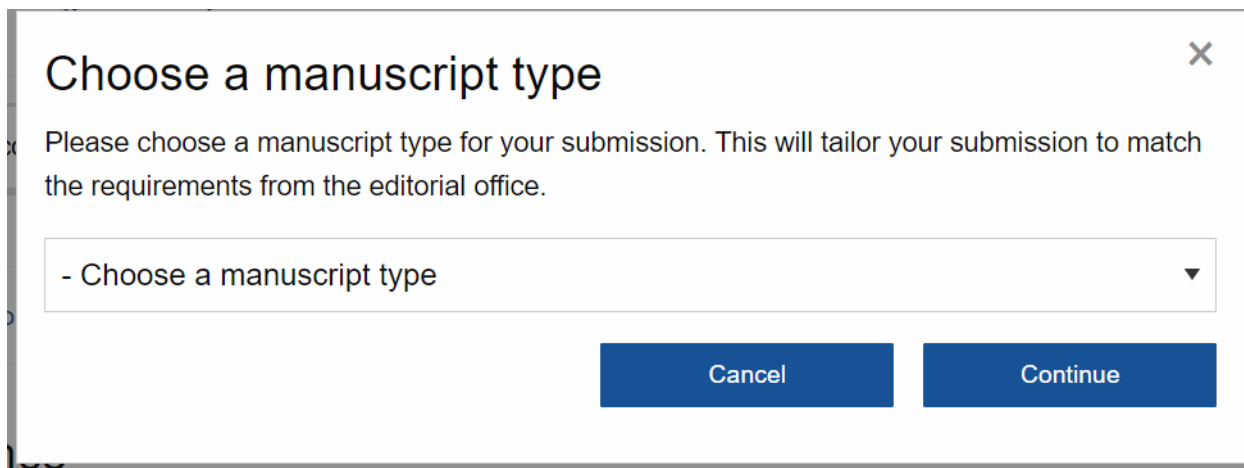 Choose a manuscript type
Please choose a manuscript type for your submission. This will tailor your submission to match
the requirements from the editorial office.
- Choose a manuscript type
Cancel
Continue